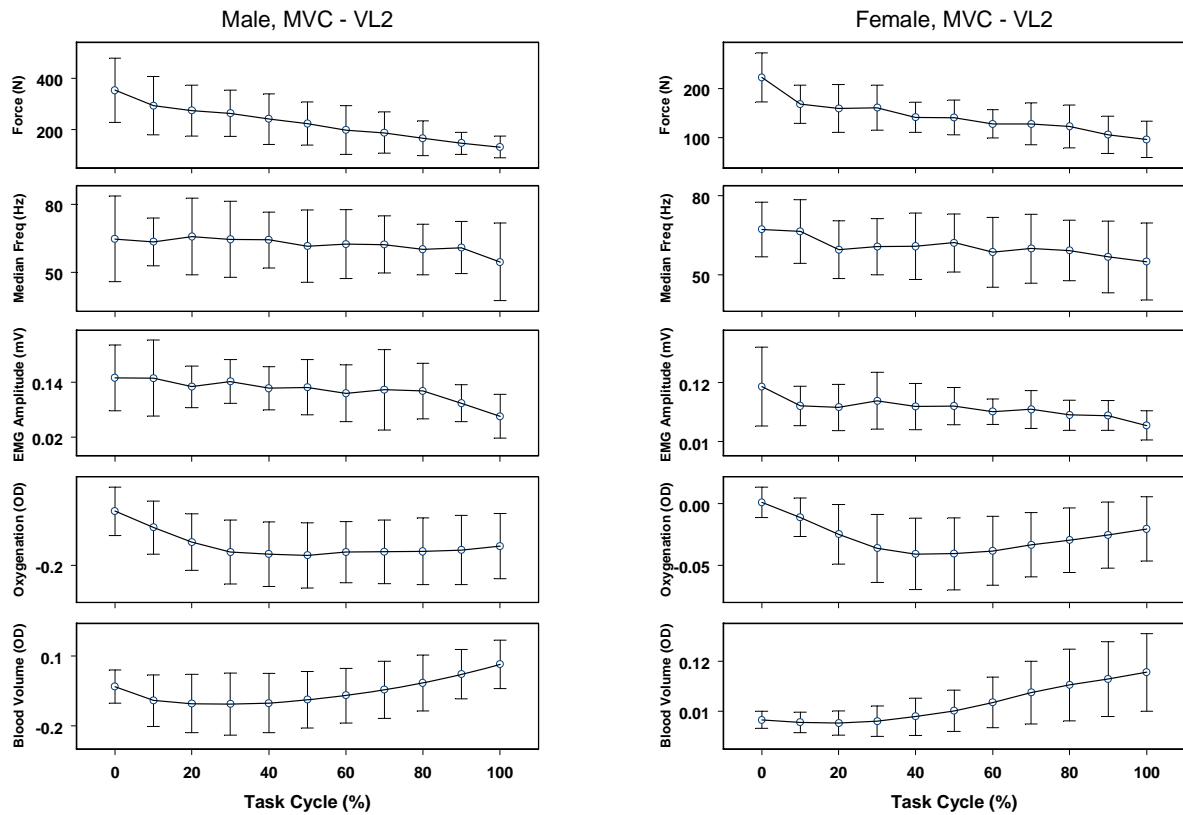 Male, MVC - VL2
Force (N)
400
200
Median Freq (Hz)
80
50
EMG Amplitude (mV)
0.14
0.02
Oxygenation (OD)
-0.2
Blood Volume (OD)
0.1
-0.2
0 20 40 60 80 100
Task Cycle (%)
Female, MVC - VL2
Force (N)
200
100
Median Freq (Hz)
80
50
EMG Amplitude (mV)
0.12
0.01
Oxygenation (OD)
0.00
-0.05
Blood Volume (OD)
0.12
0.01
0 20 40 60 80 100
Task Cycle (%)